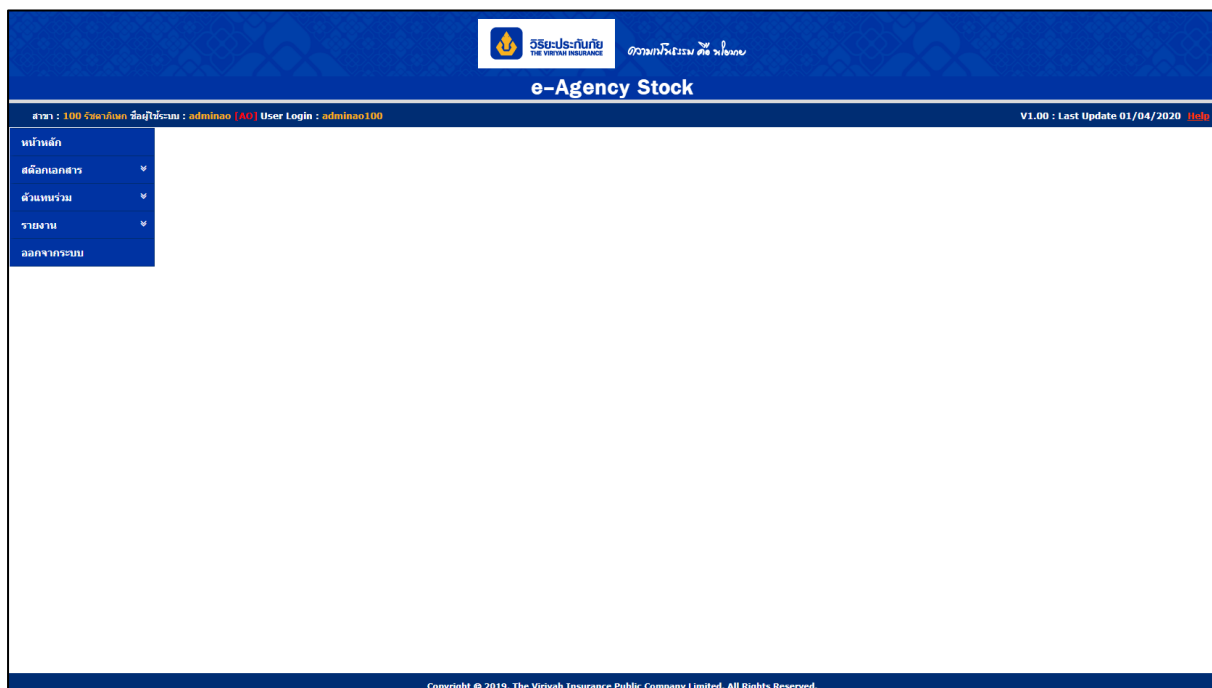 วิริยะประกันภัย
THE VIRIYAH INSURANCE
ความเป็นธรรม คือ นโยบาย
e-Agency Stock
สาขา : 100 รัชดาภิเษก ชื่อผู้ใช้ระบบ : adminao [AO] User Login : adminao100
V1.00 : Last Update 01/04/2020 Help
หน้าหลัก
สต๊อกเอกสาร
ตัวแทนร่วม
รายงาน
ออกจากระบบ
Copyright © 2019. The Viriyah Insurance Public Company Limited. All Rights Reserved.